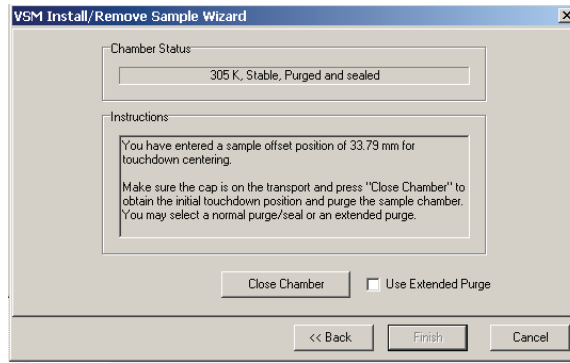 VSM Install/Remove Sample Wizard
Chamber Status
305 K, Stable, Purged and sealed
Instructions
You have entered a sample offset position of 33.79 mm for
touchdown centering.
Make sure the cap is on the transport and press "Close Chamber" to
obtain the initial touchdown position and purge the sample chamber.
You may select a normal purge/seal or an extended purge.
Close Chamber
Use Extended Purge
<< Back
Finish
Cancel